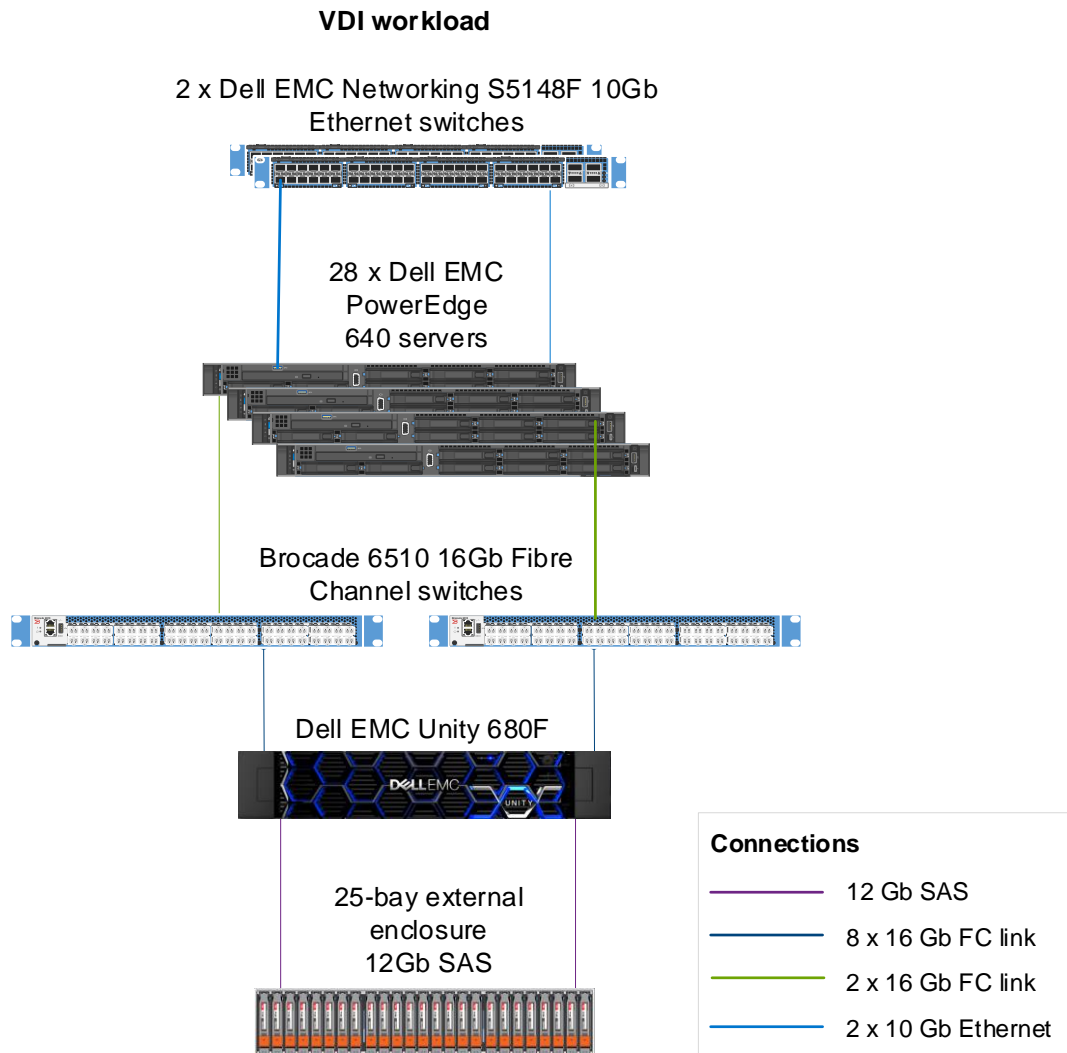 VDI workload
2 x Dell EMC Networking S5148F 10Gb
Ethernet switches
28 x Dell EMC
PowerEdge
640 servers
Brocade 6510 16Gb Fibre
Channel switches
Dell EMC Unity 680F
DELLEMC
UNITY
25-bay external
enclosure
12Gb SAS
Connections
12 Gb SAS
8 x 16 Gb FC link
2 x 16 Gb FC link
2 x 10 Gb Ethernet